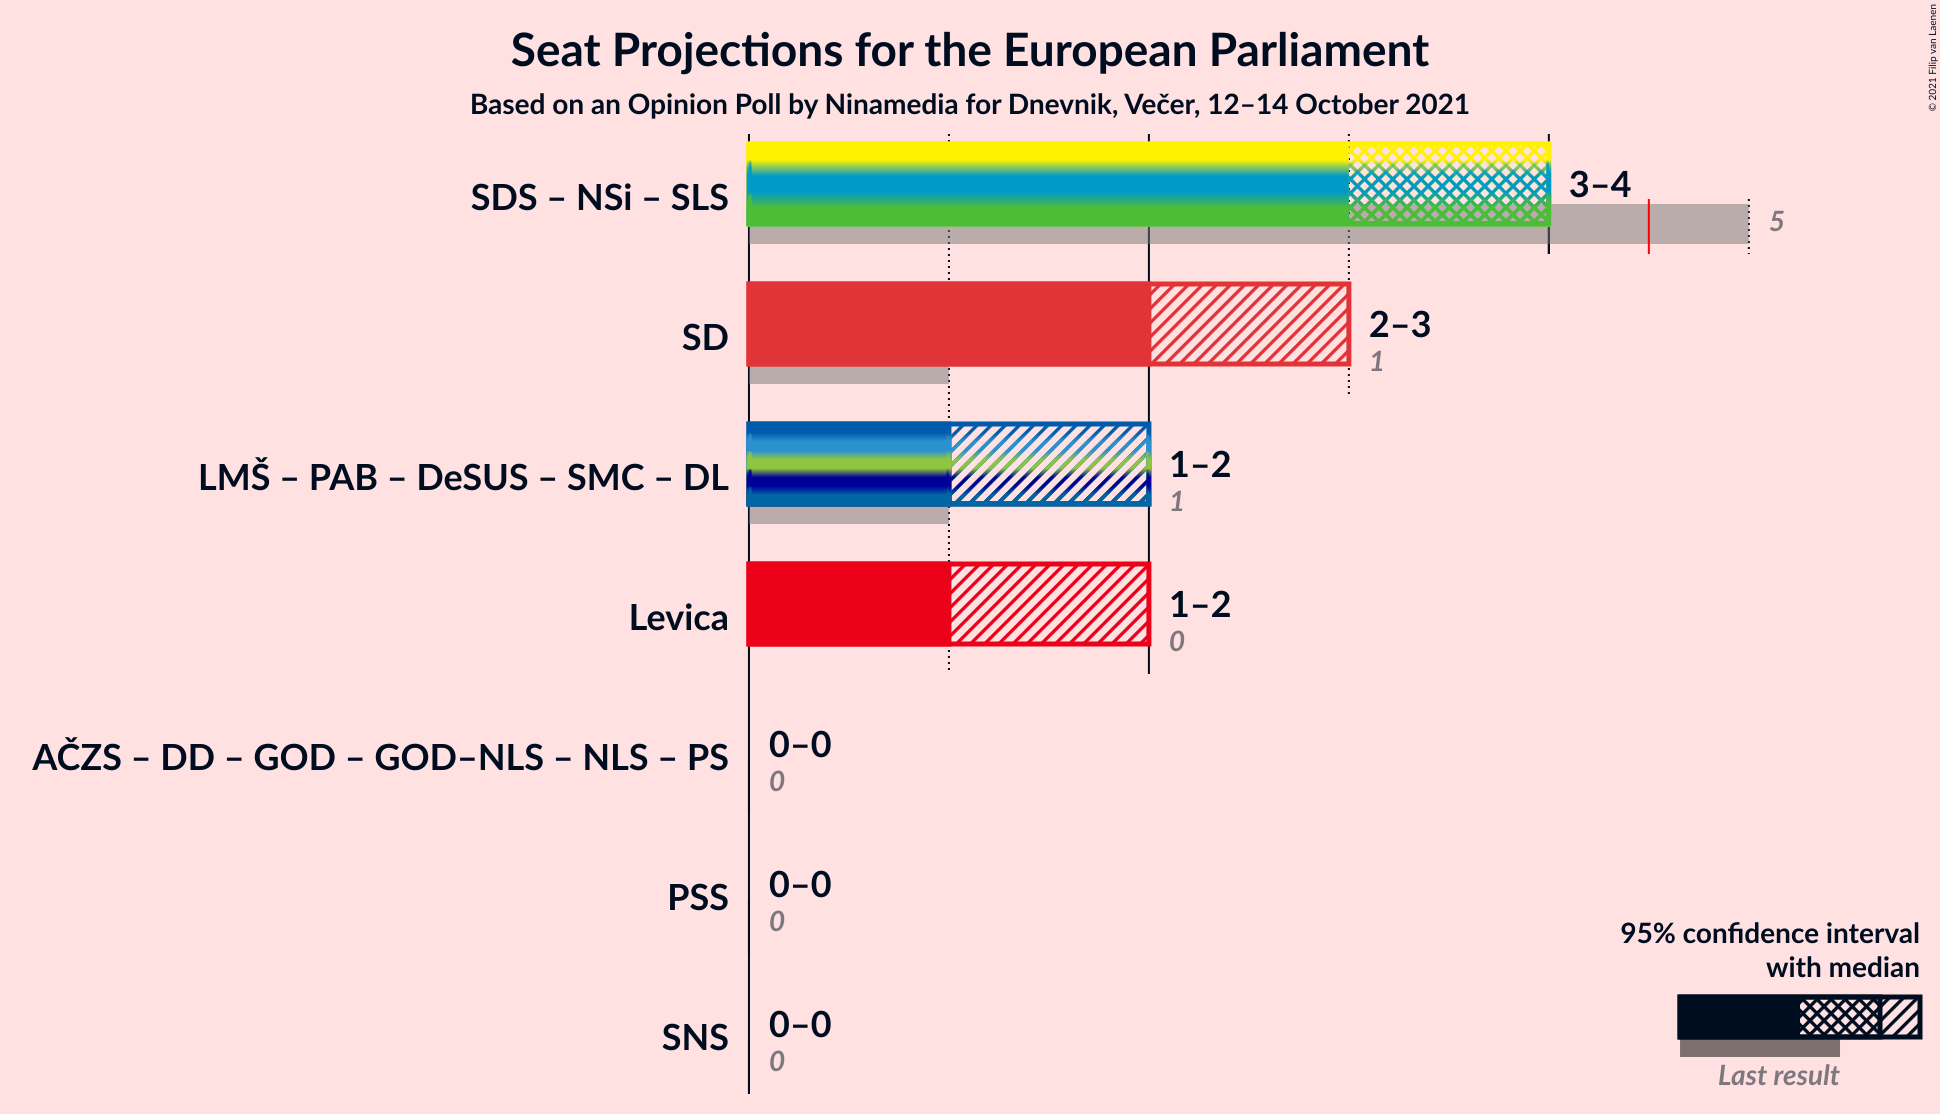 Seat Projections for the European Parliament
Based on an Opinion Poll by Ninamedia for Dnevnik, Večer, 12–14 October 2021
© 2021 Filip van Laenen
SDS – NSi – SLS
3–4
5
SD
2–3
1
LMŠ – PAB – DeSUS – SMC – DL
1–2
1
Levica
1–2
0
AČZS – DD – GOD – GOD–NLS – NLS – PS
0–0
0
PSS
0–0
0
SNS
0–0
0
95% confidence interval
with median
Last result